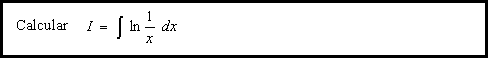 Calcular I = ∫ ln 1/x dx